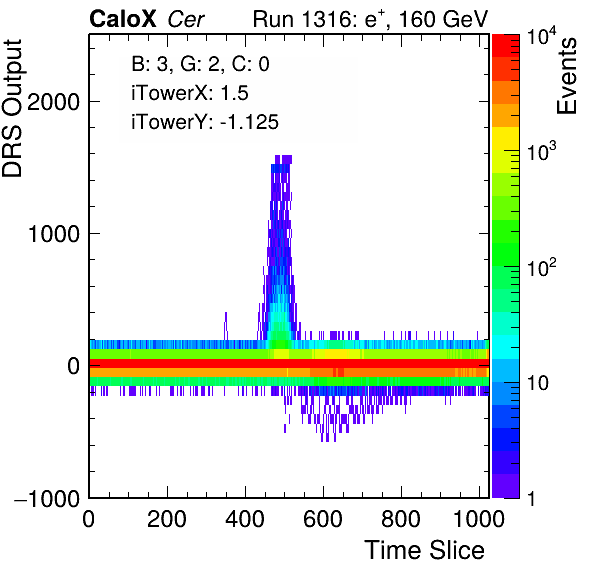 CaloX Cer Run 1316: e⁺, 160 GeV
B: 3, G: 2, C: 0
iTowerX: 1.5
iTowerY: -1.125
DRS Output
2000
1000
0
−1000
0 200 400 600 800 1000
Time Slice
Events
10⁴
10³
10²
10
1